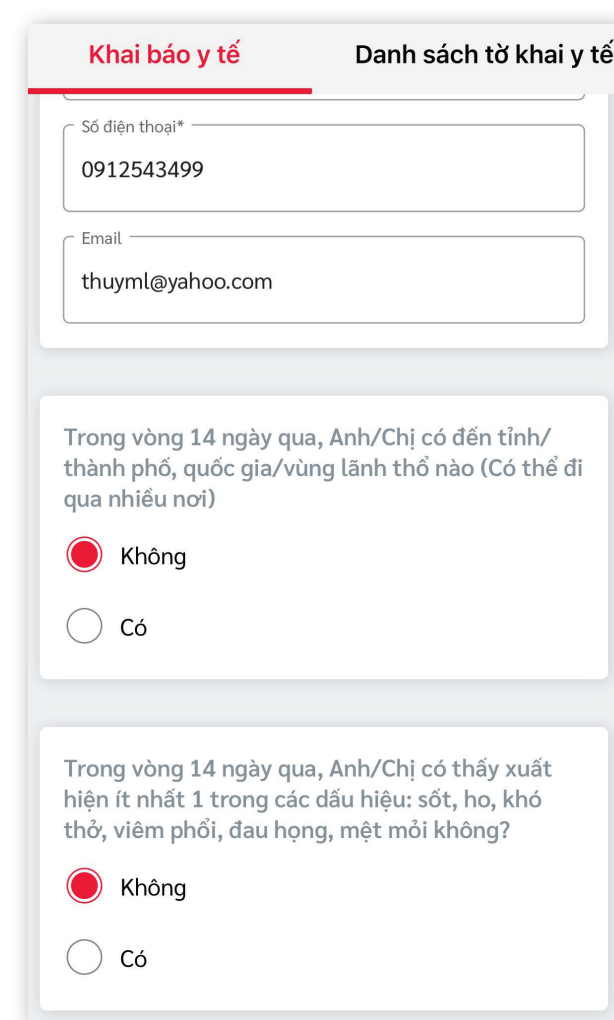 Khai báo y tế
Danh sách tờ khai y tế
Số điện thoại*
0912543499
Email
thuyml@yahoo.com
Trong vòng 14 ngày qua, Anh/Chị có đến tỉnh/
thành phố, quốc gia/vùng lãnh thổ nào (Có thể đi
qua nhiều nơi)
Không
Có
Trong vòng 14 ngày qua, Anh/Chị có thấy xuất
hiện ít nhất 1 trong các dấu hiệu: sốt, ho, khó
thở, viêm phổi, đau họng, mệt mỏi không?
Không
Có